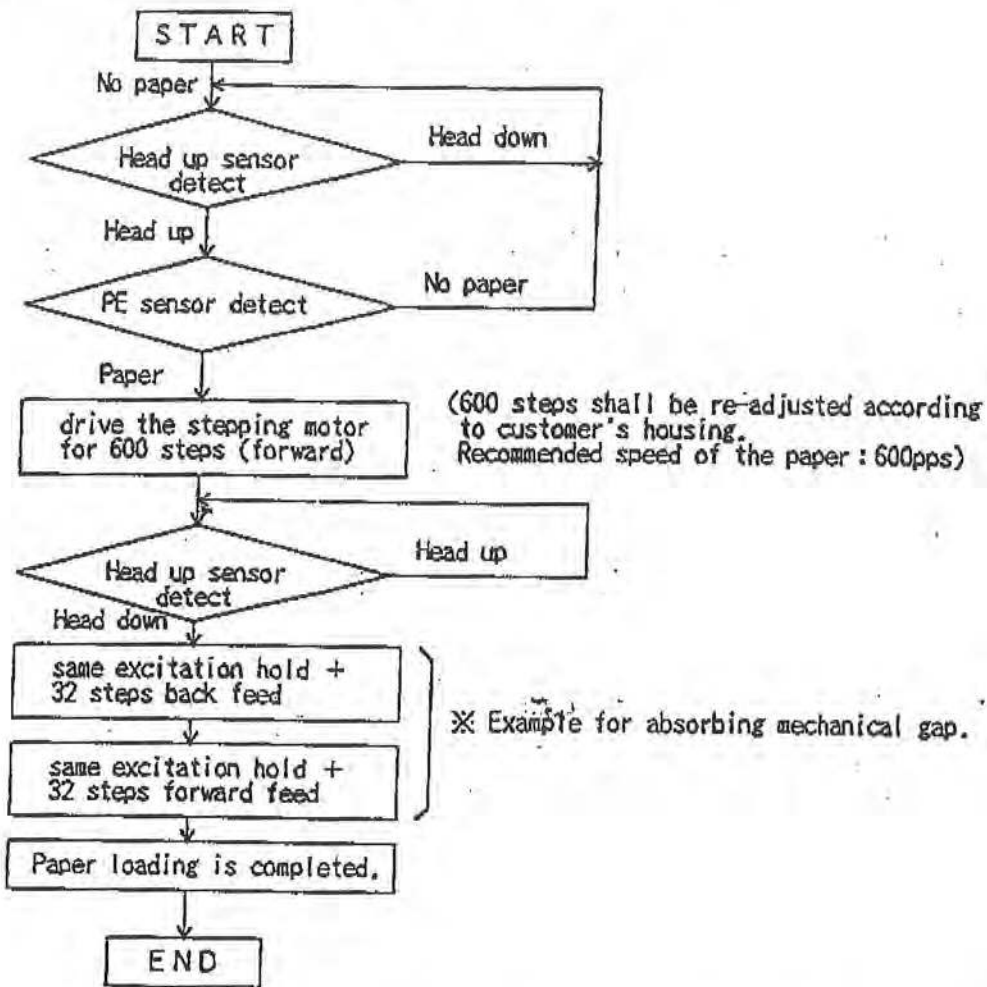 START
No paper
Head up sensor
detect
Head down
Head up
PE sensor detect
No paper
Paper
drive the stepping motor
for 600 steps (forward)
(600 steps shall be re-adjusted according
to customer's housing.
Recommended speed of the paper : 600pps)
Head up sensor
detect
Head up
Head down
same excitation hold +
32 steps back feed
※ Example for absorbing mechanical gap.
same excitation hold +
32 steps forward feed
Paper loading is completed.
END